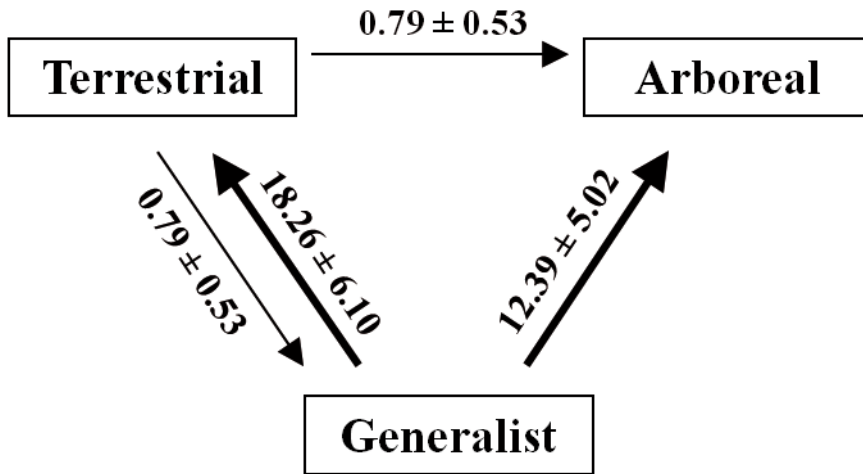 0.79 ± 0.53
Terrestrial
Arboreal
0.79 ± 0.53
18.26 ± 6.10
12.39 ± 5.02
Generalist